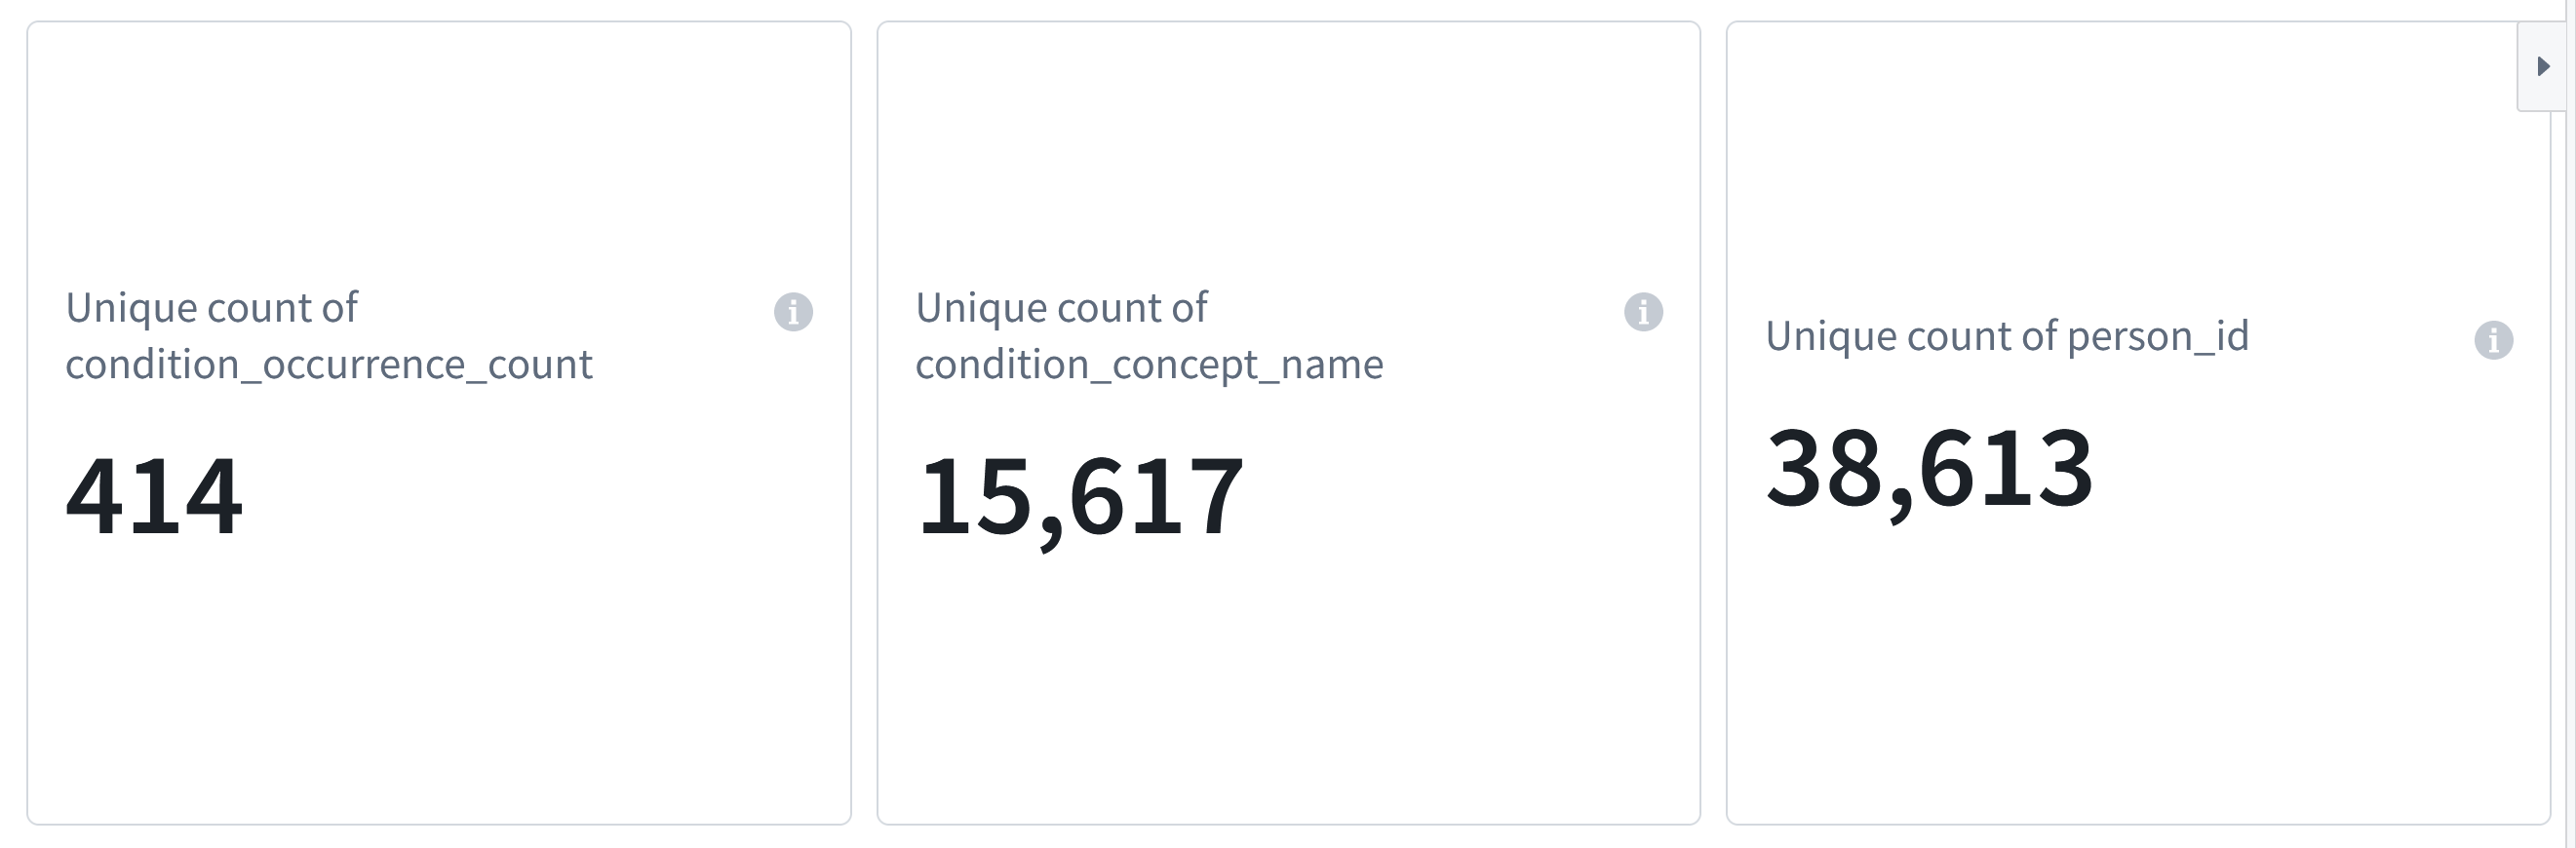 Unique count of
condition_occurrence_count
414
Unique count of
condition_concept_name
15,617
Unique count of person_id
38,613